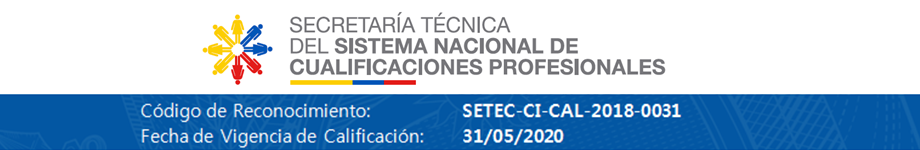 SECRETARÍA TÉCNICA
DEL SISTEMA NACIONAL DE
CUALIFICACIONES PROFESIONALES
Código de Reconocimiento: SETEC-CI-CAL-2018-0031
Fecha de Vigencia de Calificación: 31/05/2020